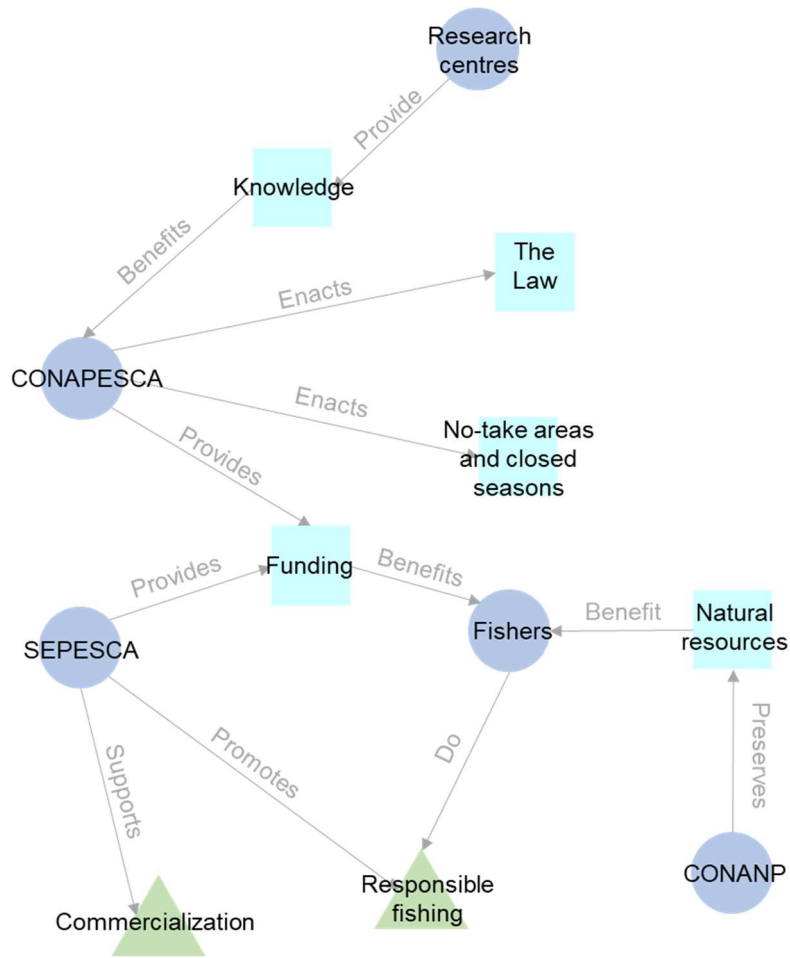 Research
centres
Provide
Knowledge
Benefits
The
Law
Enacts
CONAPESCA
Enacts
No-take areas
and closed
seasons
Provides
Funding
Benefits
Provides
Fishers
Benefit
Natural
resources
SEPESCA
Supports
Promotes
Do
Preserves
CONANP
Responsible
fishing
Commercialization